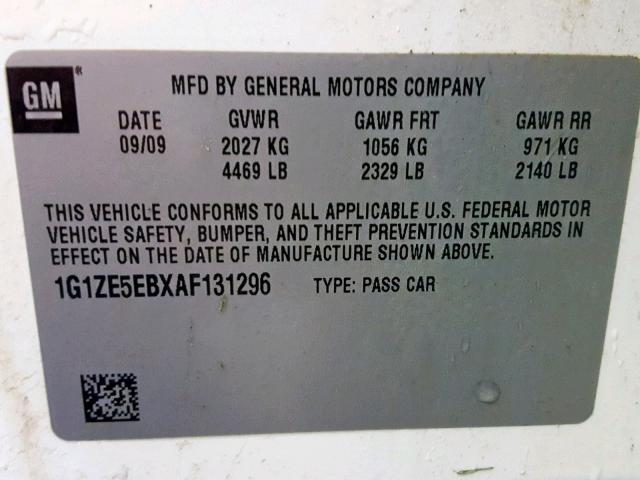 GM®
MFD BY GENERAL MOTORS COMPANY
DATE GVWR GAWR FRT GAWR RR
09/09 2027 KG 1056 KG 971 KG
4469 LB 2329 LB 2140 LB
THIS VEHICLE CONFORMS TO ALL APPLICABLE U.S. FEDERAL MOTOR
VEHICLE SAFETY, BUMPER, AND THEFT PREVENTION STANDARDS IN
EFFECT ON THE DATE OF MANUFACTURE SHOWN ABOVE.
1G1ZE5EBXAF131296 TYPE: PASS CAR